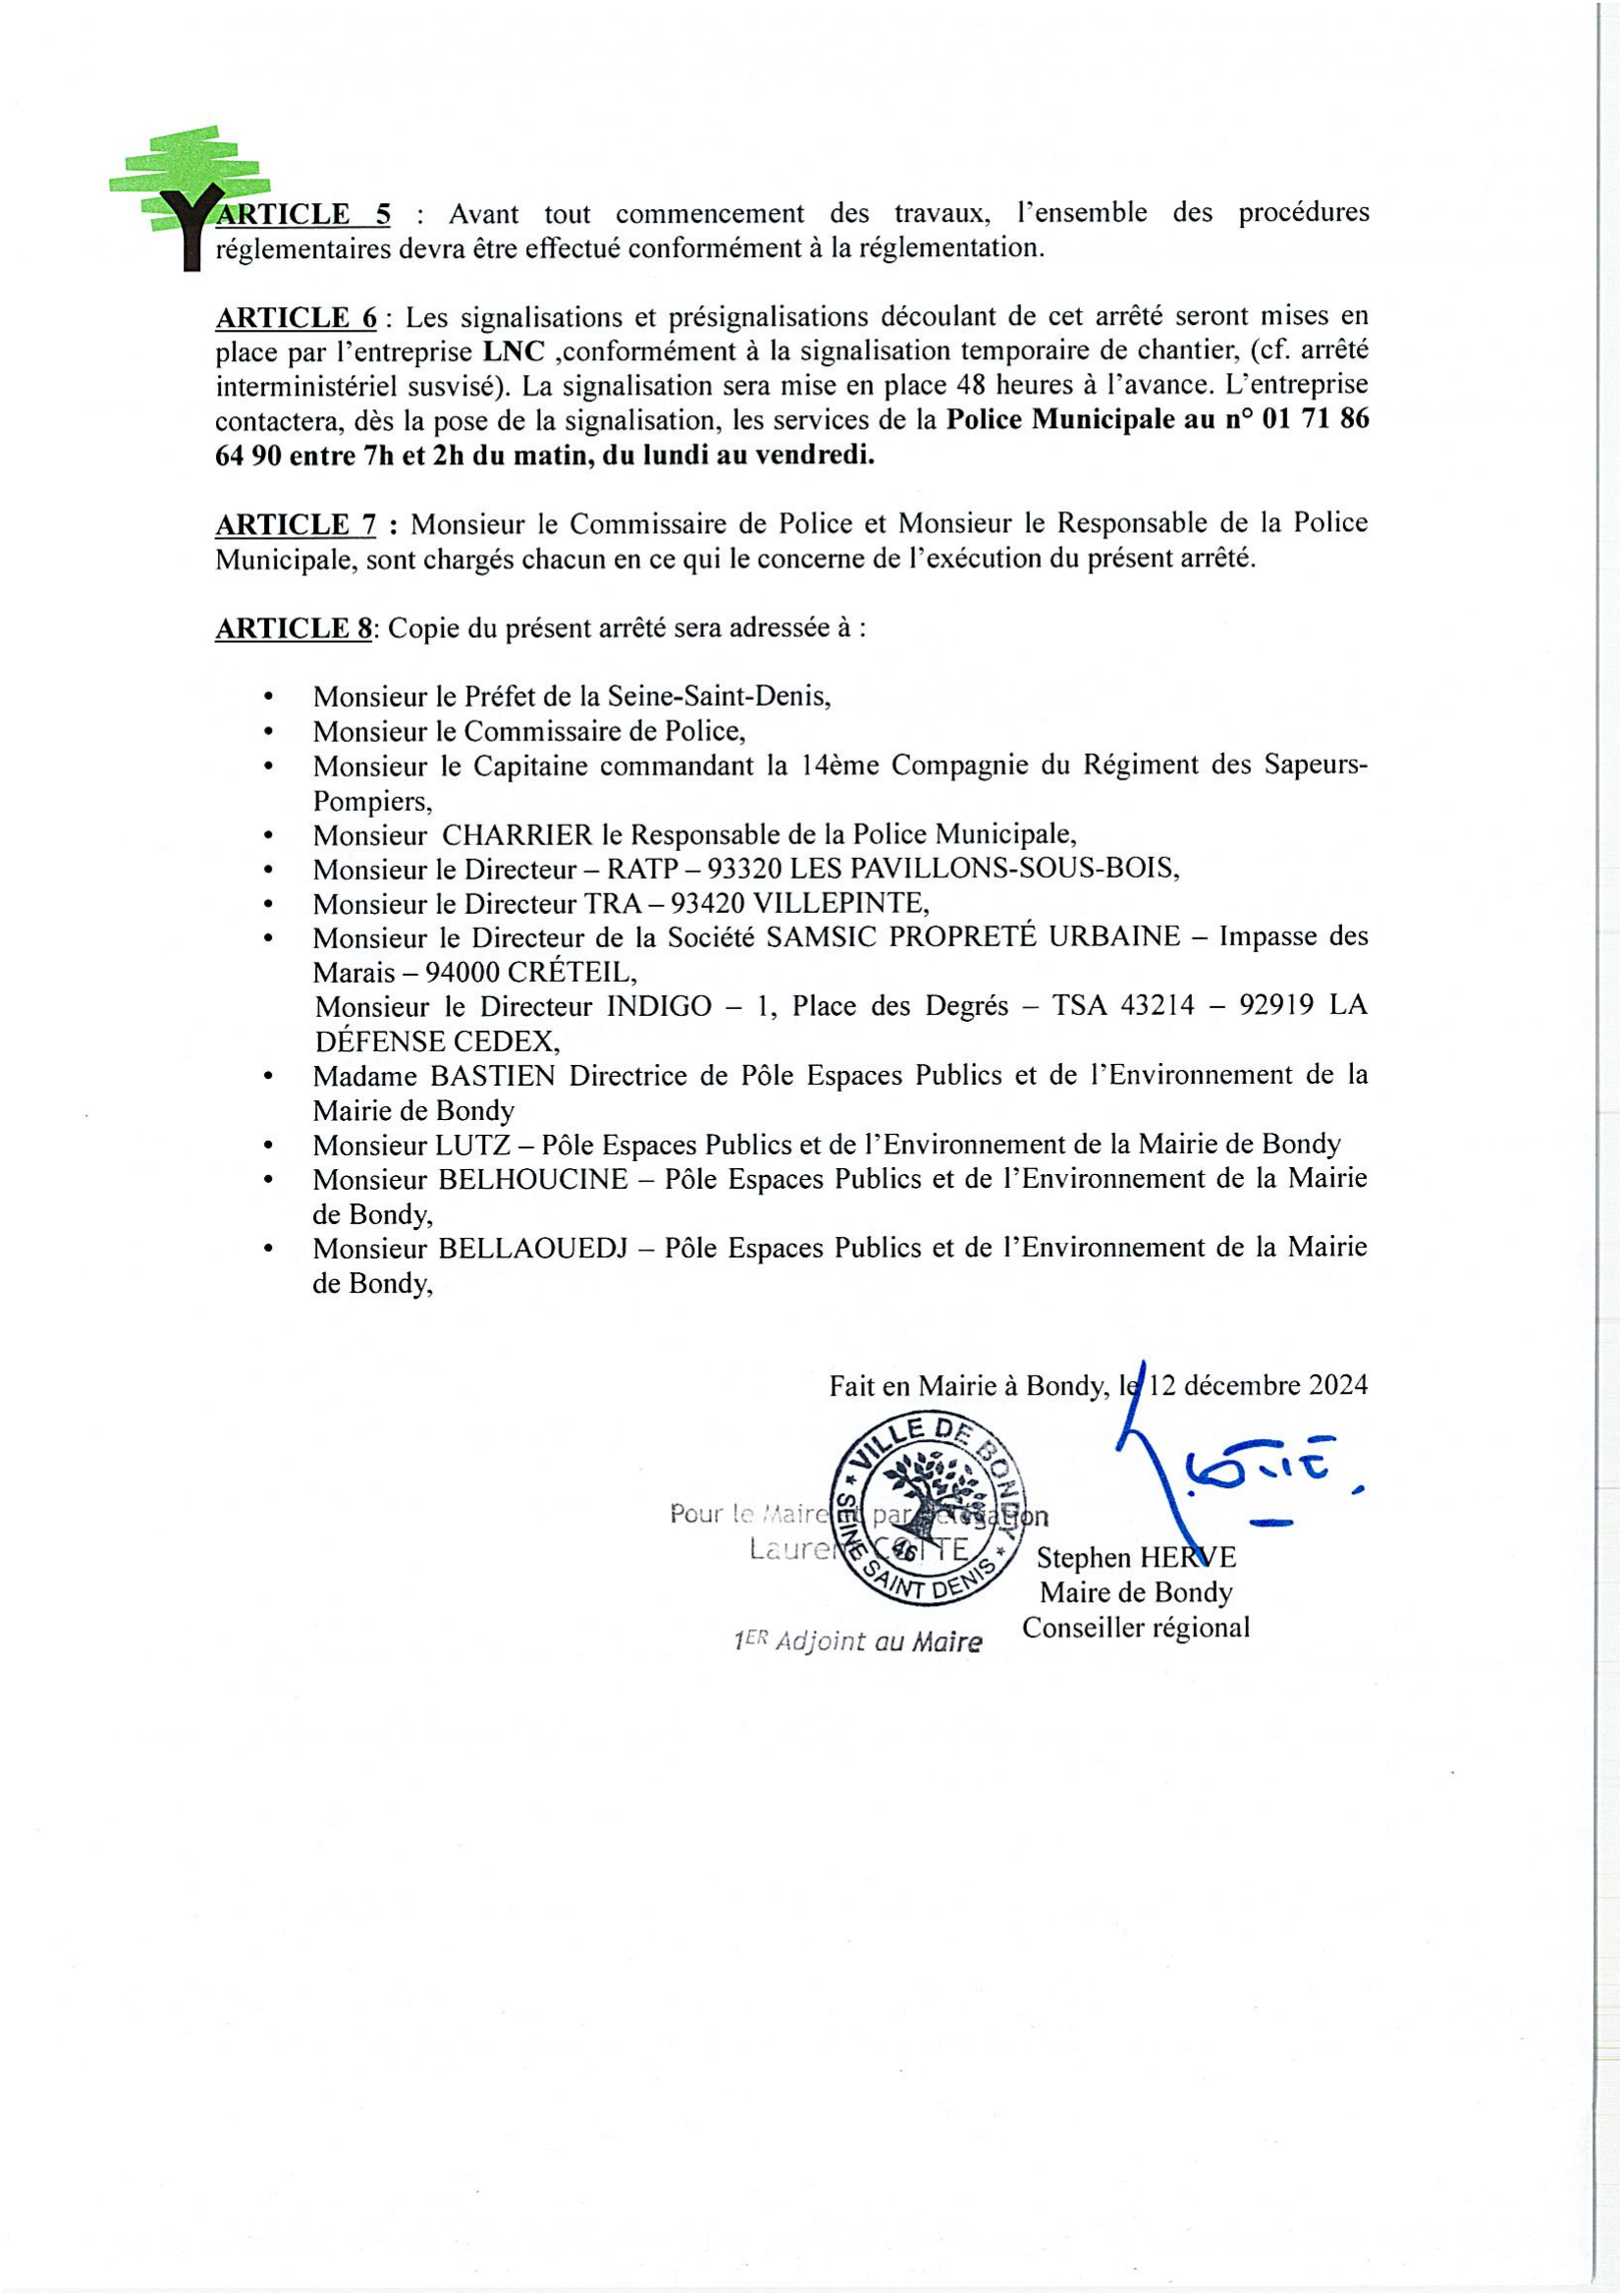 ARTICLE 5 : Avant tout commencement des travaux, l’ensemble des procédures
réglementaires devra être effectué conformément à la réglementation.
ARTICLE 6 : Les signalisations et présignalisations découlant de cet arrêté seront mises en
place par l’entreprise LNC ,conformément à la signalisation temporaire de chantier, (cf. arrêté
interministériel susvisé). La signalisation sera mise en place 48 heures à l’avance. L’entreprise
contactera, dès la pose de la signalisation, les services de la Police Municipale au n° 01 71 86
64 90 entre 7h et 2h du matin, du lundi au vendredi.
ARTICLE 7 : Monsieur le Commissaire de Police et Monsieur le Responsable de la Police
Municipale, sont chargés chacun en ce qui le concerne de l’exécution du présent arrêté.
ARTICLE 8: Copie du présent arrêté sera adressée à :
• Monsieur le Préfet de la Seine-Saint-Denis,
• Monsieur le Commissaire de Police,
• Monsieur le Capitaine commandant la 14ème Compagnie du Régiment des Sapeurs-
Pompiers,
• Monsieur CHARRIER le Responsable de la Police Municipale,
• Monsieur le Directeur – RATP – 93320 LES PAVILLONS-SOUS-BOIS,
• Monsieur le Directeur TRA – 93420 VILLEPINTE,
• Monsieur le Directeur de la Société SAMSIC PROPRETÉ URBAINE – Impasse des
Marais – 94000 CRÉTEIL,
Monsieur le Directeur INDIGO – 1, Place des Degrés – TSA 43214 – 92919 LA
DÉFENSE CEDEX,
• Madame BASTIEN Directrice de Pôle Espaces Publics et de l’Environnement de la
Mairie de Bondy
• Monsieur LUTZ – Pôle Espaces Publics et de l’Environnement de la Mairie de Bondy
• Monsieur BELHOUCINE – Pôle Espaces Publics et de l’Environnement de la Mairie
de Bondy,
• Monsieur BELLAOUEDJ – Pôle Espaces Publics et de l’Environnement de la Mairie
de Bondy,
Fait en Mairie à Bondy, le 12 décembre 2024
VILLE DE BONDY
* SEINE SAINT DENIS *
46
Pour le Maire et par délégation
Laurent COTTE
1ER Adjoint au Maire
Stephen HERVE
Maire de Bondy
Conseiller régional